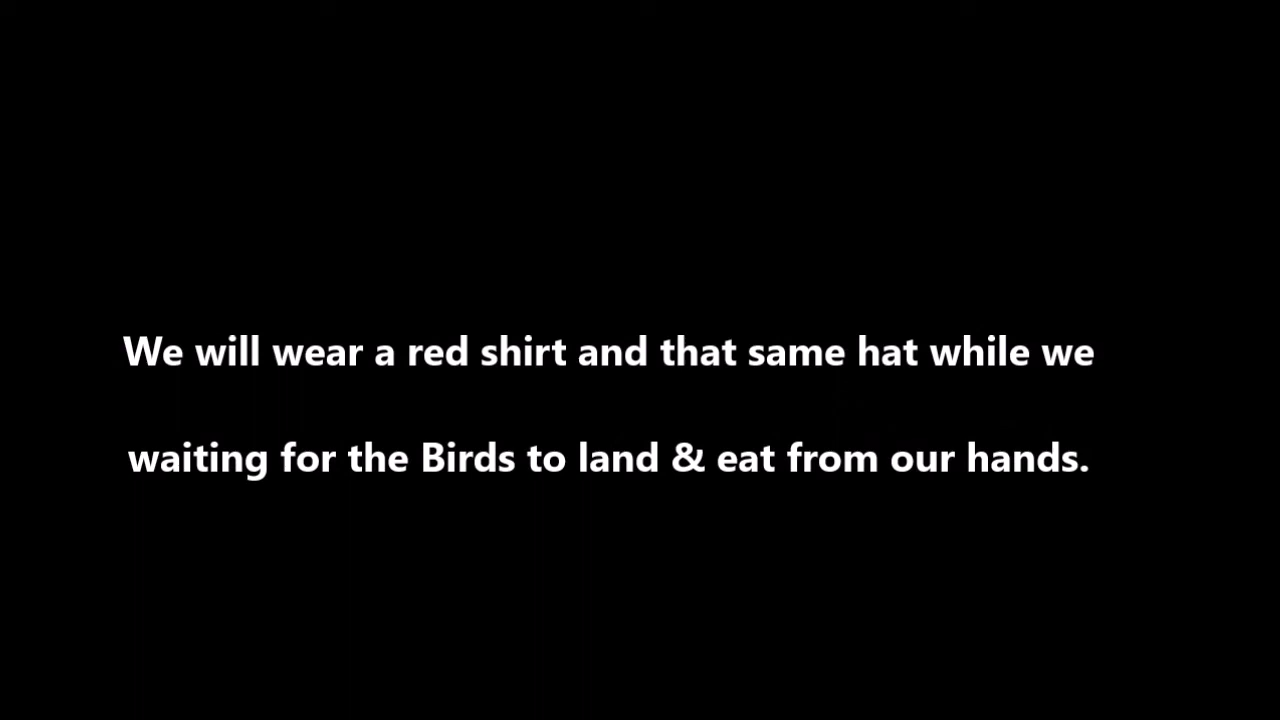 We will wear a red shirt and that same hat while we
waiting for the Birds to land & eat from our hands.